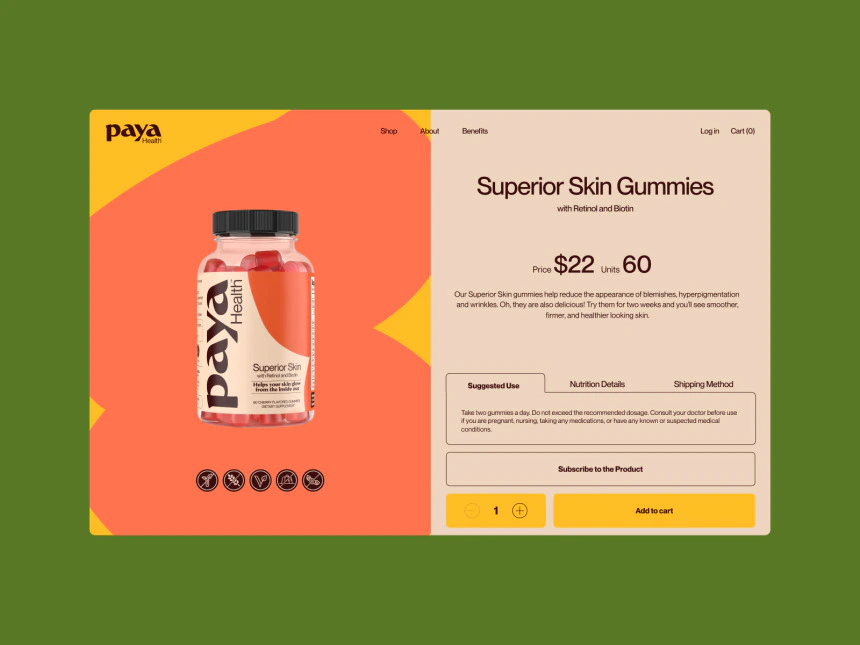 paya
Health
Shop
About
Benefits
Log in
Cart (0)
paya
Health
Superior Skin
with Retinol and Biotin
Helps your skin glow
from the inside out
60 CHERRY FLAVORED GUMMIES
DIETARY SUPPLEMENT
Superior Skin Gummies
with Retinol and Biotin
Price $22 Units 60
Our Superior Skin gummies help reduce the appearance of blemishes, hyperpigmentation
and wrinkles. Oh, they are also delicious! Try them for two weeks and you'll see smoother,
firmer, and healthier looking skin.
Suggested Use
Nutrition Details
Shipping Method
Take two gummies a day. Do not exceed the recommended dosage. Consult your doctor before use
if you are pregnant, nursing, taking any medications, or have any known or suspected medical
conditions.
Subscribe to the Product
1
Add to cart